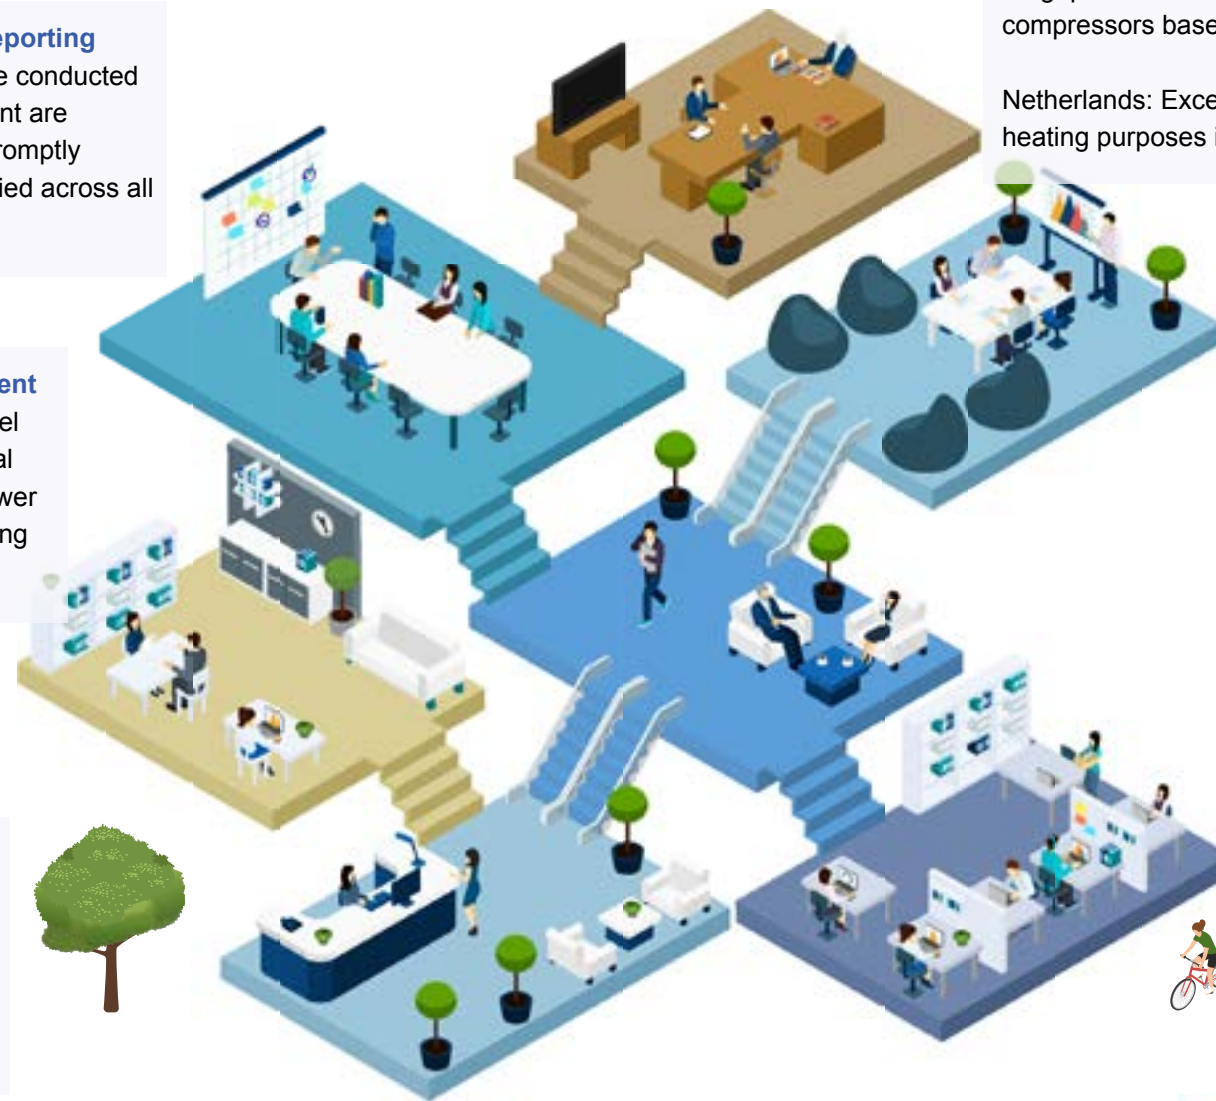 eporting
e conducted
nt are
romptly
ied across all
ent
el
al
wer
ng
compressors base
Netherlands: Exce
heating purposes i